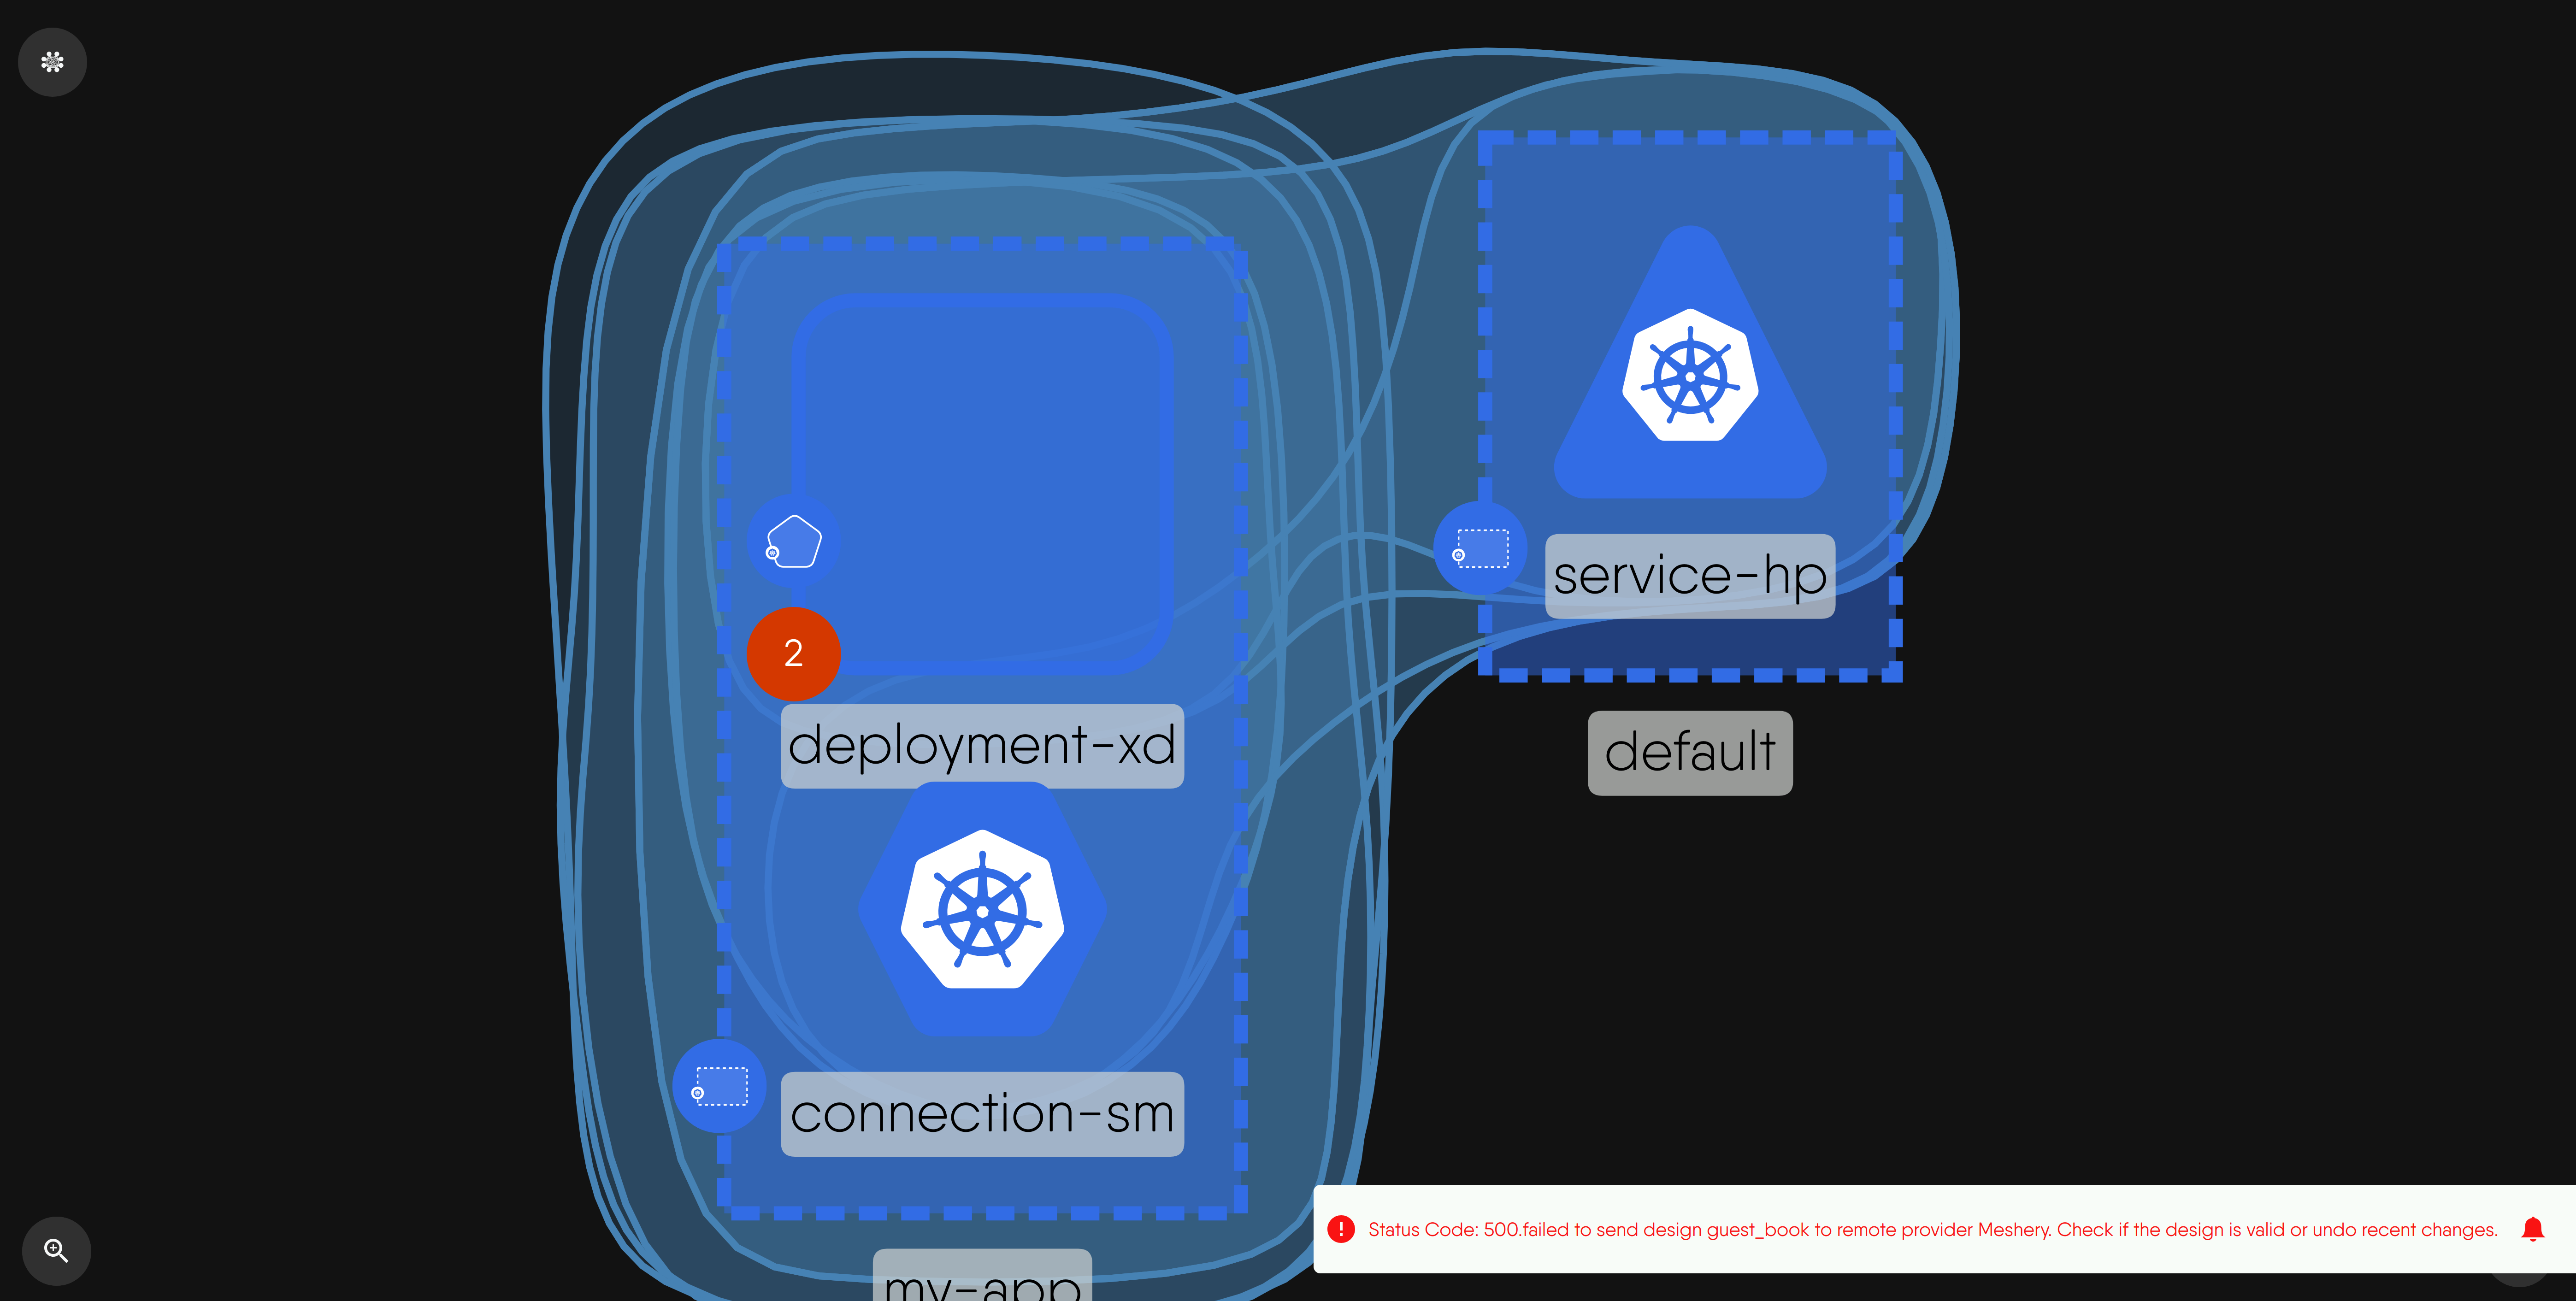 service-hp
default
2
deployment-xd
connection-sm
my-app
Status Code: 500.failed to send design guest_book to remote provider Meshery. Check if the design is valid or undo recent changes.